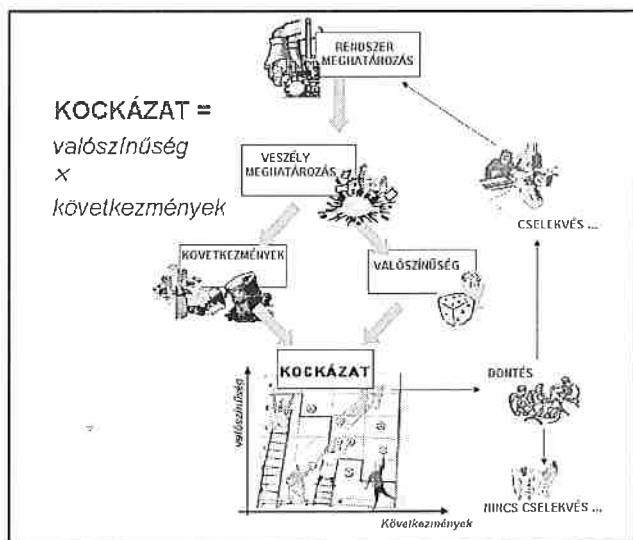 RENDSZER
MEGHATÁROZÁS
KOCKÁZAT =
valószínűség
×
következmények
VESZÉLY
MEGHATÁROZÁS
CSELEKVÉS ...
KÖVETKEZMÉNYEK
VALÓSZÍNŰSÉG
KOCKÁZAT
DÖNTÉS
valószínűség
NINCS CSELEKVÉS ...
Következmények